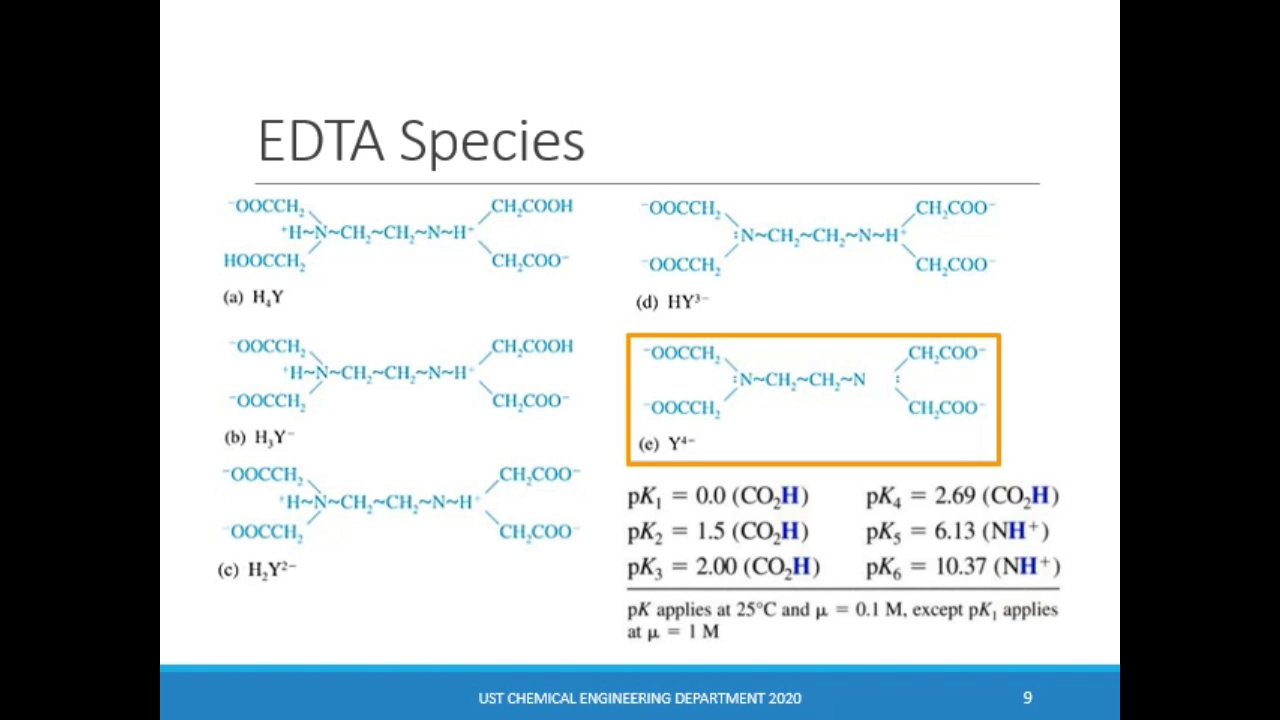 EDTA Species
⁻OOCCH₂ CH₂COOH
⁺H~N~CH₂~CH₂~N~H⁺
HOOCCH₂ CH₂COO⁻
(a) H₄Y
⁻OOCCH₂ CH₂COOH
⁺H~N~CH₂~CH₂~N~H⁺
⁻OOCCH₂ CH₂COO⁻
(b) H₃Y⁻
⁻OOCCH₂ CH₂COO⁻
⁺H~N~CH₂~CH₂~N~H⁺
⁻OOCCH₂ CH₂COO⁻
(c) H₂Y²⁻
⁻OOCCH₂ CH₂COO⁻
:N~CH₂~CH₂~N~H⁺
⁻OOCCH₂ CH₂COO⁻
(d) HY³⁻
⁻OOCCH₂ CH₂COO⁻
:N~CH₂~CH₂~N :
⁻OOCCH₂ CH₂COO⁻
(e) Y⁴⁻
pK₁ = 0.0 (CO₂H) pK₄ = 2.69 (CO₂H)
pK₂ = 1.5 (CO₂H) pK₅ = 6.13 (NH⁺)
pK₃ = 2.00 (CO₂H) pK₆ = 10.37 (NH⁺)
pK applies at 25°C and μ = 0.1 M, except pK₁ applies
at μ = 1 M
UST CHEMICAL ENGINEERING DEPARTMENT 2020 9